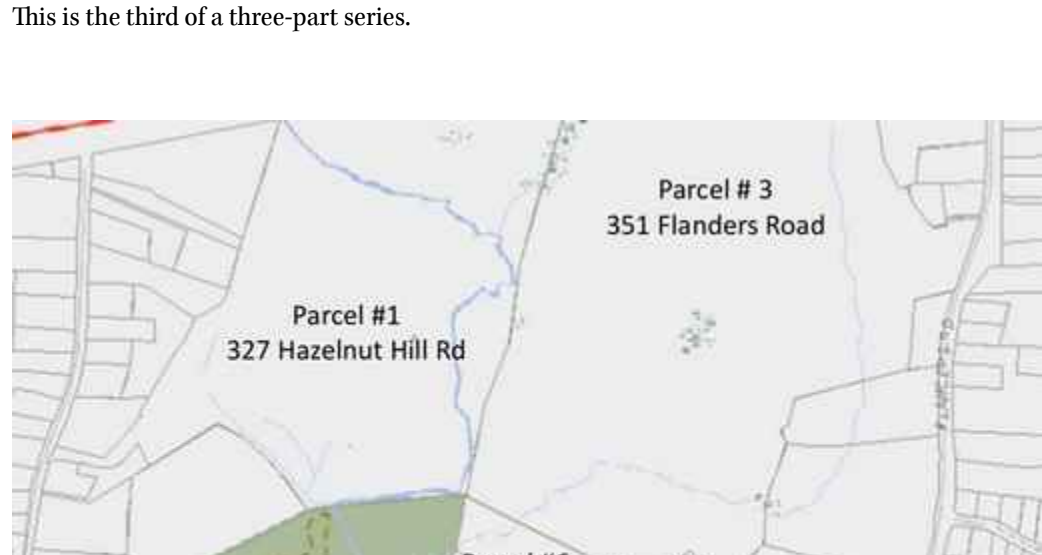 This is the third of a three-part series.
Parcel # 3
351 Flanders Road
Parcel #1
327 Hazelnut Hill Rd